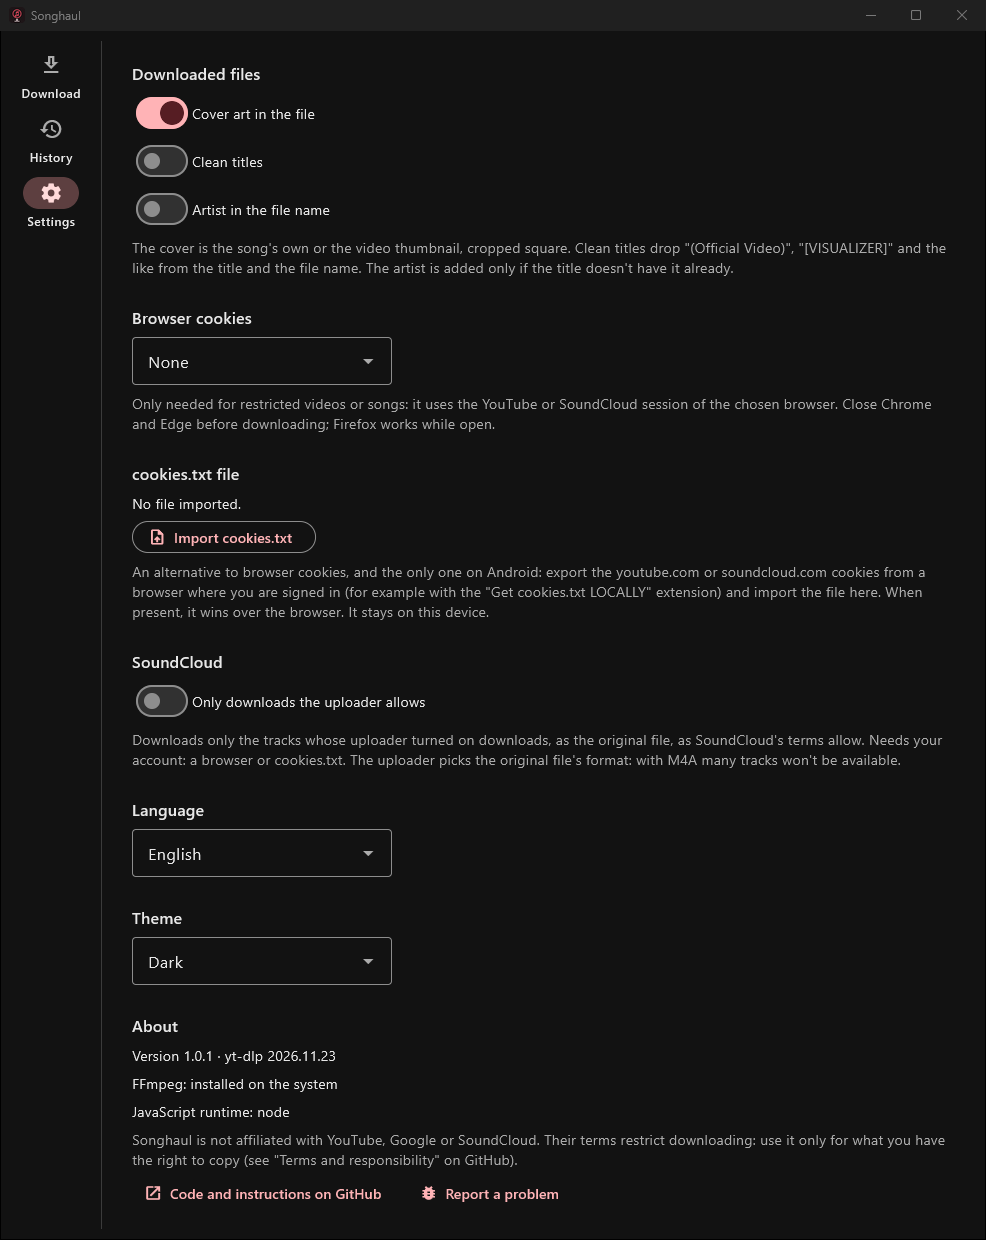 Songhaul
Download
History
Settings
Downloaded files
Cover art in the file
Clean titles
Artist in the file name
The cover is the song's own or the video thumbnail, cropped square. Clean titles drop "(Official Video)", "[VISUALIZER]" and the
like from the title and the file name. The artist is added only if the title doesn't have it already.
Browser cookies
None
Only needed for restricted videos or songs: it uses the YouTube or SoundCloud session of the chosen browser. Close Chrome
and Edge before downloading; Firefox works while open.
cookies.txt file
No file imported.
Import cookies.txt
An alternative to browser cookies, and the only one on Android: export the youtube.com or soundcloud.com cookies from a
browser where you are signed in (for example with the "Get cookies.txt LOCALLY" extension) and import the file here. When
present, it wins over the browser. It stays on this device.
SoundCloud
Only downloads the uploader allows
Downloads only the tracks whose uploader turned on downloads, as the original file, as SoundCloud's terms allow. Needs your
account: a browser or cookies.txt. The uploader picks the original file's format: with M4A many tracks won't be available.
Language
English
Theme
Dark
About
Version 1.0.1 · yt-dlp 2026.11.23
FFmpeg: installed on the system
JavaScript runtime: node
Songhaul is not affiliated with YouTube, Google or SoundCloud. Their terms restrict downloading: use it only for what you have
the right to copy (see "Terms and responsibility" on GitHub).
Code and instructions on GitHub
Report a problem